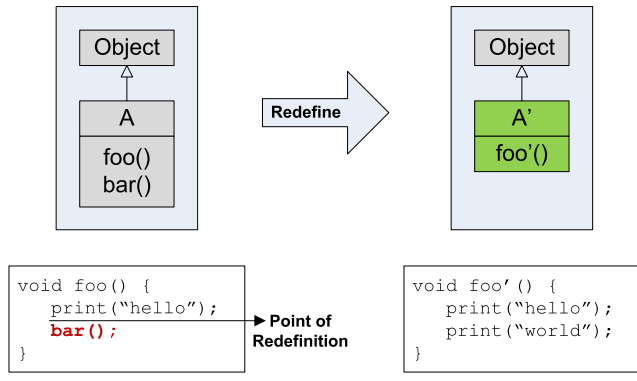 Object
A
foo()
bar()
Redefine
Object
A’
foo’()
void foo() {
print(“hello”);
bar();
}
Point of
Redefinition
void foo’() {
print(“hello”);
print(“world”);
}